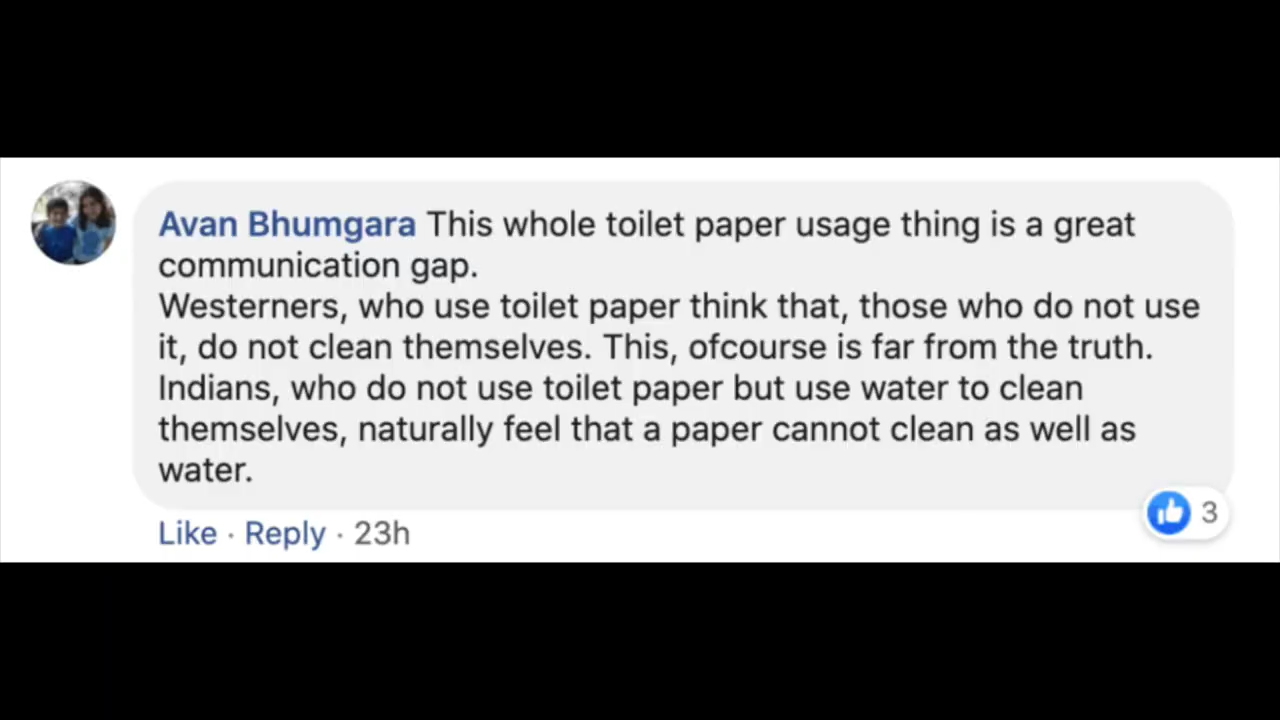 Avan Bhumgara This whole toilet paper usage thing is a great
communication gap.
Westerners, who use toilet paper think that, those who do not use
it, do not clean themselves. This, ofcourse is far from the truth.
Indians, who do not use toilet paper but use water to clean
themselves, naturally feel that a paper cannot clean as well as
water.
Like · Reply · 23h
3